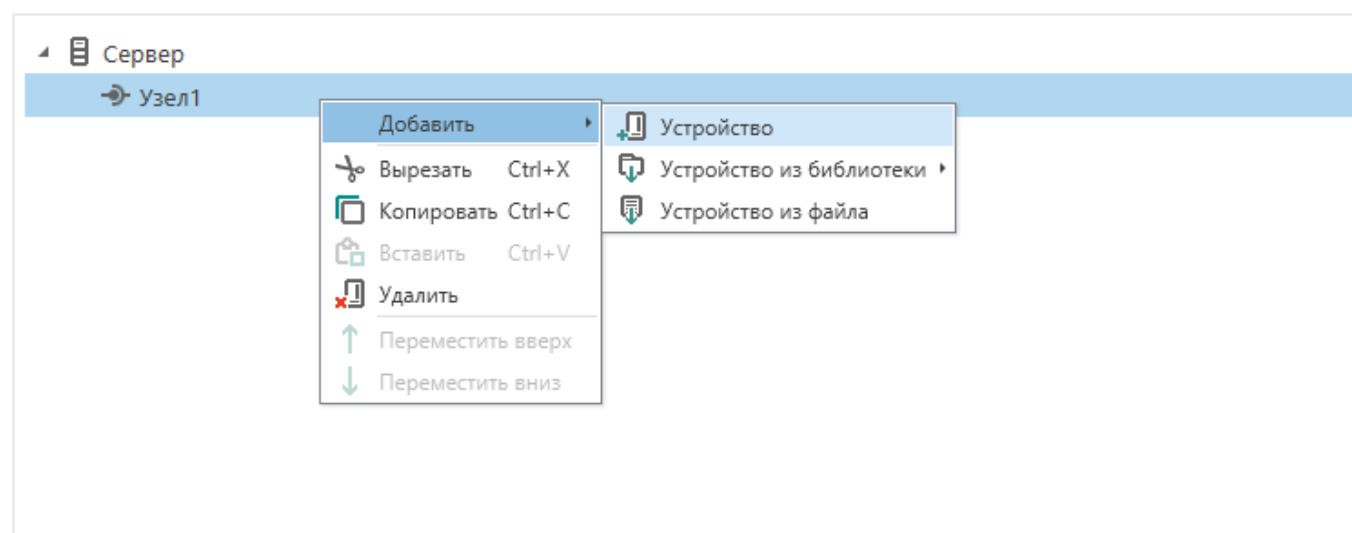 Сервер
Узел1
Добавить
Устройство
Вырезать Ctrl+X
Устройство из библиотеки
Копировать Ctrl+C
Устройство из файла
Вставить Ctrl+V
Удалить
Переместить вверх
Переместить вниз